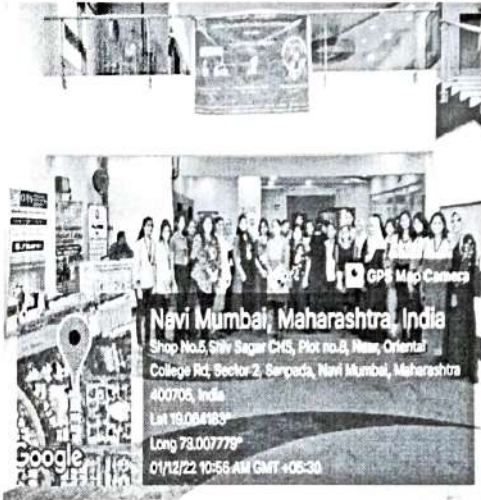 GPS Map Camera
Navi Mumbai, Maharashtra, India
Shop No.5, Shiv Sagar CHS, Plot no.8, Near, Oriental
College Rd, Sector 2, Sanpada, Navi Mumbai, Maharashtra
400705, India
Lat 19.064183°
Long 73.007779°
01/12/22 10:56 AM GMT +05:30
Google